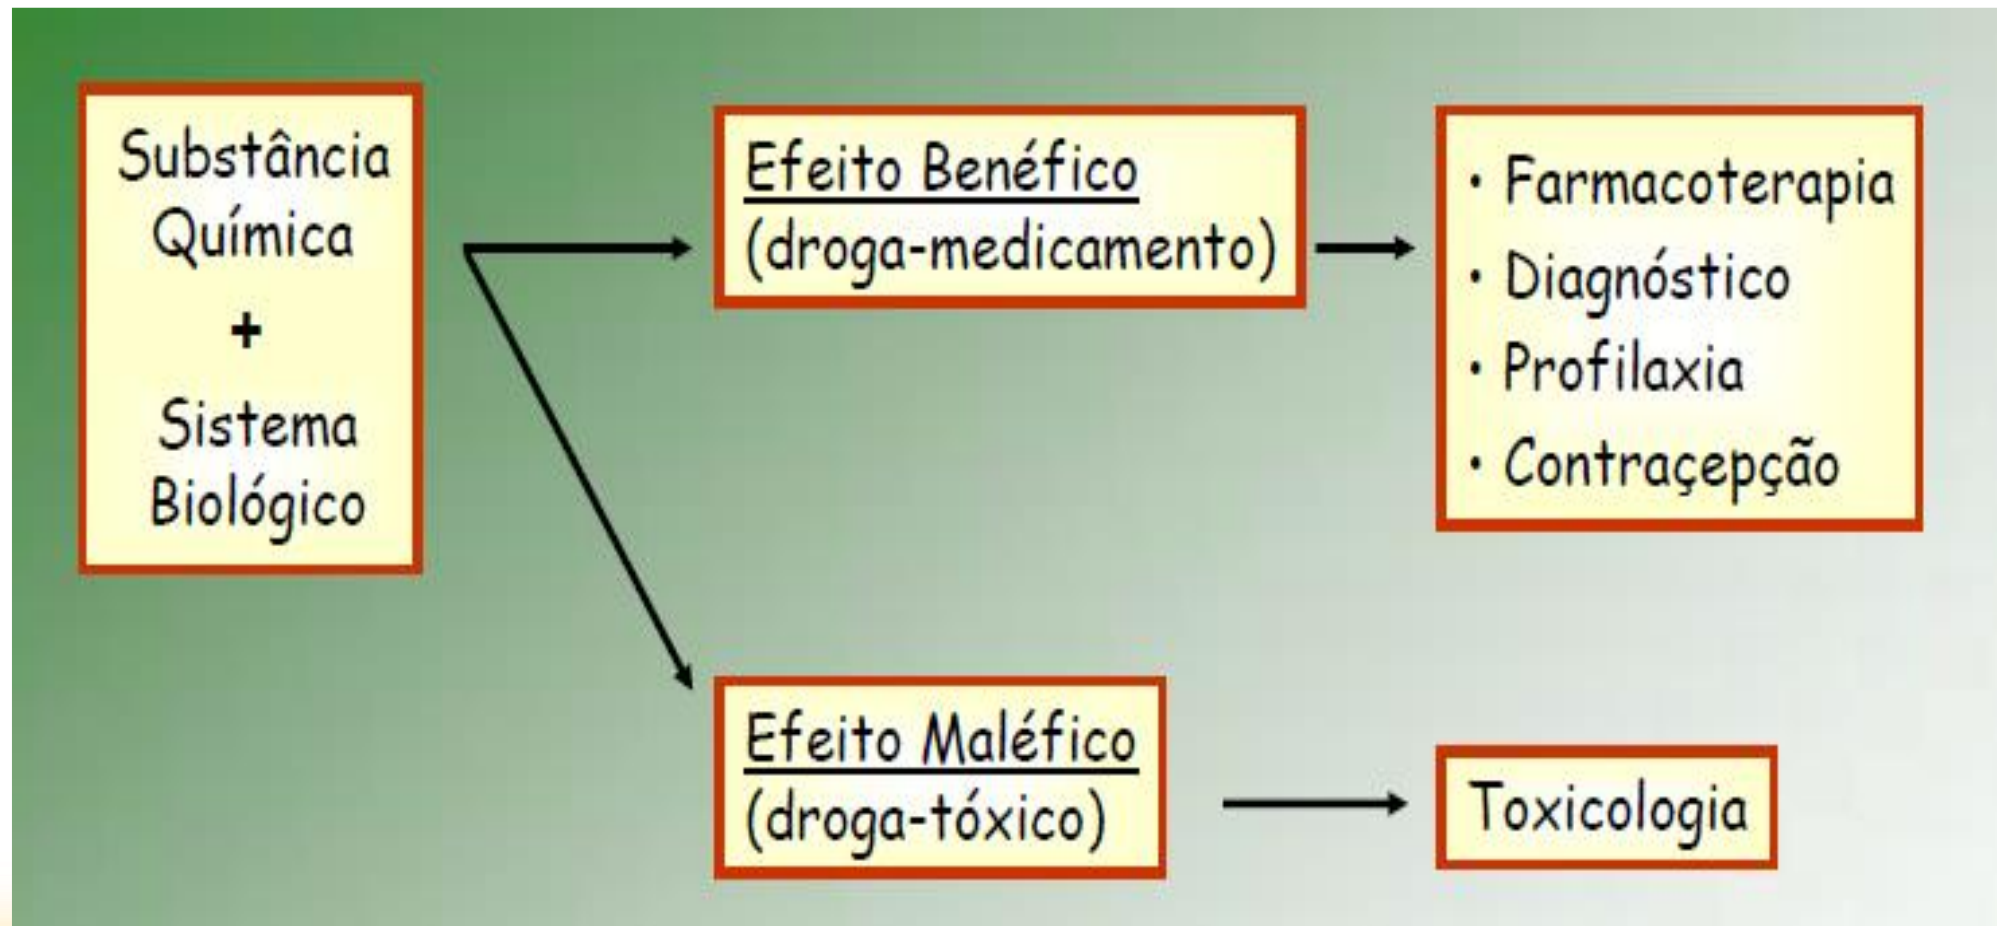 Substância
Química
+
Sistema
Biológico
Efeito Benéfico
(droga-medicamento)
• Farmacoterapia
• Diagnóstico
• Profilaxia
• Contraçepção
Efeito Maléfico
(droga-tóxico)
Toxicologia